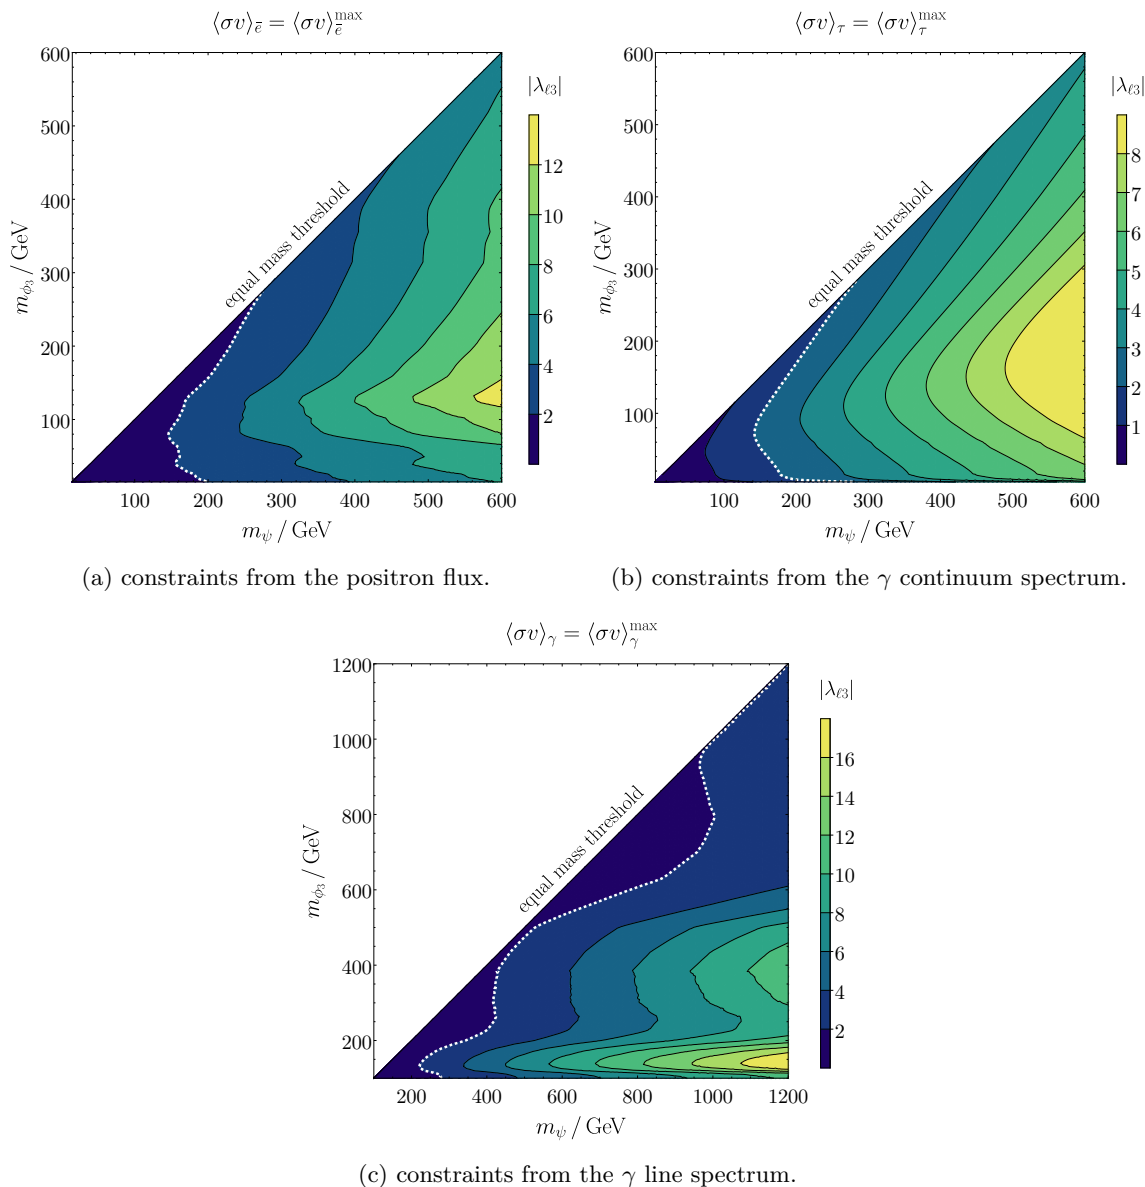 ⟨σv⟩ₑ̄ = ⟨σv⟩ₑ̄ᵐᵃˣ
600
500
400
300
200
100
m_ϕ₃ / GeV
equal mass threshold
100 200 300 400 500 600
m_ψ / GeV
|λ_ℓ3|
12
10
8
6
4
2
(a) constraints from the positron flux.
⟨σv⟩_τ = ⟨σv⟩_τ^max
600
500
400
300
200
100
m_ϕ₃ / GeV
equal mass threshold
100 200 300 400 500 600
m_ψ / GeV
|λ_ℓ3|
8
7
6
5
4
3
2
1
(b) constraints from the γ continuum spectrum.
⟨σv⟩_γ = ⟨σv⟩_γ^max
1200
1000
800
600
400
200
m_ϕ₃ / GeV
equal mass threshold
200 400 600 800 1000 1200
m_ψ / GeV
|λ_ℓ3|
16
14
12
10
8
6
4
2
(c) constraints from the γ line spectrum.